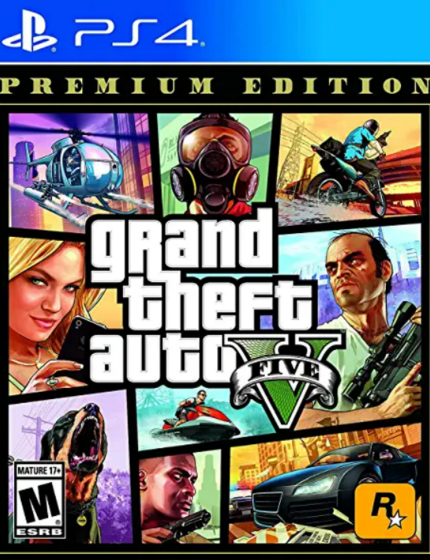 PS4
PREMIUM EDITION
grand
theft
auto V
FIVE
MATURE 17+
M
ESRB
R